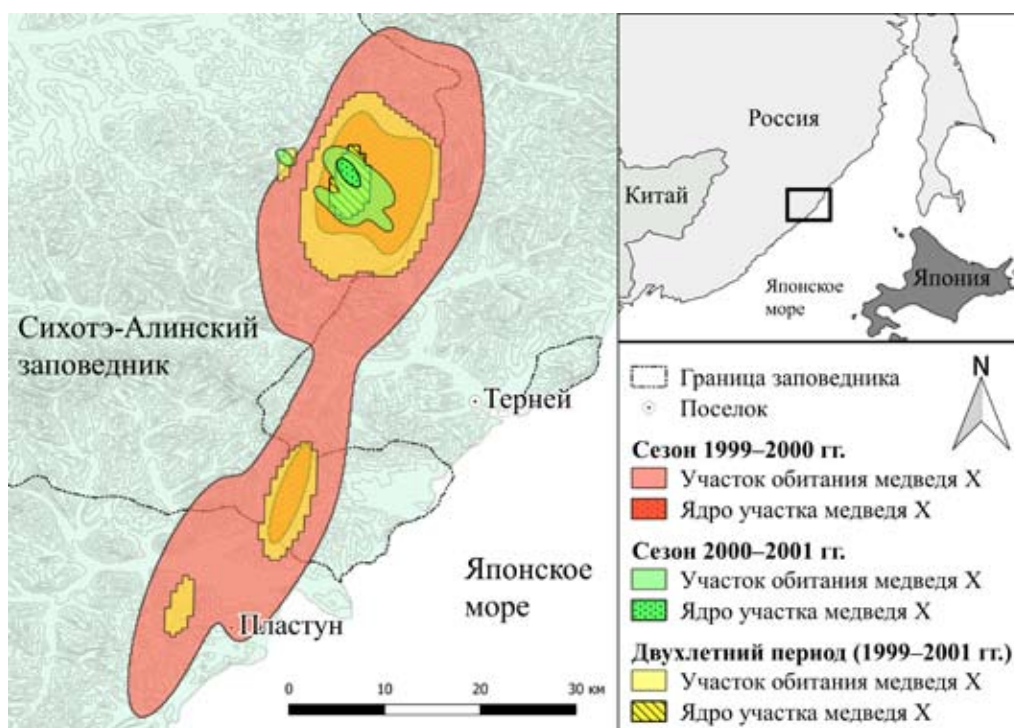 Сихотэ-Алинский
заповедник
Терней
Японское
море
Пластун
0 10 20 30 км
Россия
Китай
Японское
море
Япония
Граница заповедника
Поселок
N
Сезон 1999–2000 гг.
Участок обитания медведя X
Ядро участка медведя X
Сезон 2000–2001 гг.
Участок обитания медведя X
Ядро участка медведя X
Двухлетний период (1999–2001 гг.)
Участок обитания медведя X
Ядро участка медведя X